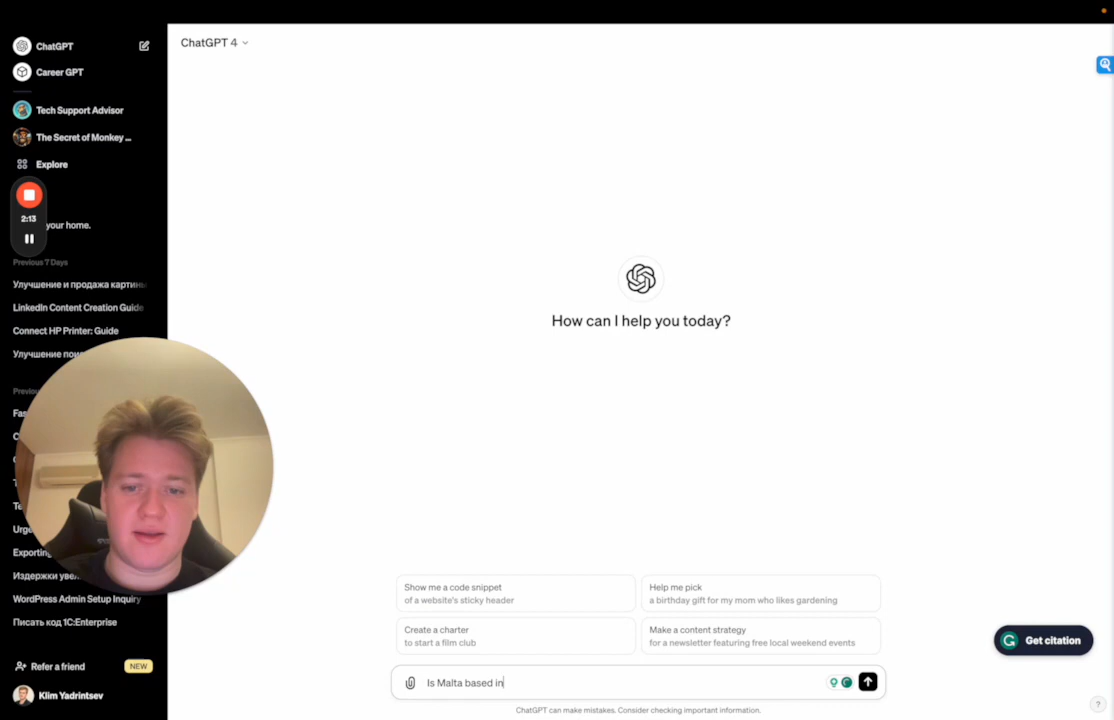 ChatGPT
Career GPT
Tech Support Advisor
The Secret of Monkey ...
Explore
2:13
your home.
Previous 7 Days
Улучшение и продажа картины
LinkedIn Content Creation Guide
Connect HP Printer: Guide
Улучшение
Exporting
Издержки
WordPress Admin Setup Inquiry
Писать код 1C:Enterprise
Refer a friend
NEW
Klim Yadrintsev
ChatGPT 4
How can I help you today?
Show me a code snippet
of a website's sticky header
Help me pick
a birthday gift for my mom who likes gardening
Create a charter
to start a film club
Make a content strategy
for a newsletter featuring free local weekend events
Is Malta based in
ChatGPT can make mistakes. Consider checking important information.
Get citation
?